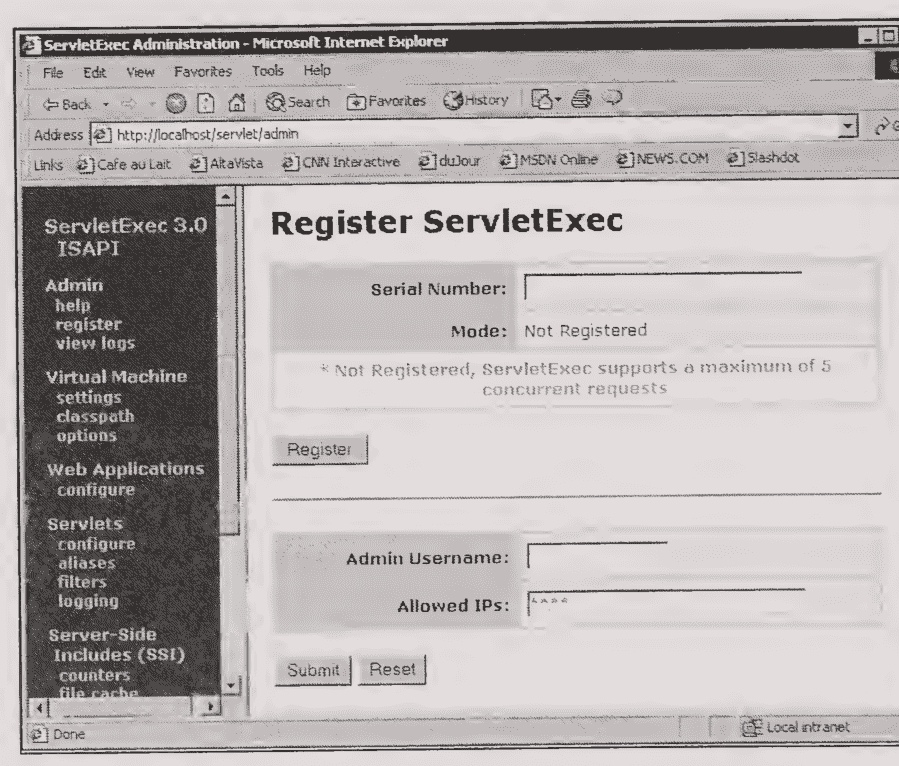 ServletExec Administration - Microsoft Internet Explorer
File Edit View Favorites Tools Help
Back Search Favorites History
Address http://localhost/servlet/admin
Links Cafe au Lait AltaVista CNN Interactive duJour MSDN Online NEWS.COM Slashdot
ServletExec 3.0
ISAPI
Admin
help
register
view logs
Virtual Machine
settings
classpath
options
Web Applications
configure
Servlets
configure
aliases
filters
logging
Server-Side
Includes (SSI)
counters
file cache
Register ServletExec
Serial Number:
Mode: Not Registered
* Not Registered, ServletExec supports a maximum of 5
concurrent requests
Register
Admin Username:
Allowed IPs:
Submit Reset
Done Local intranet